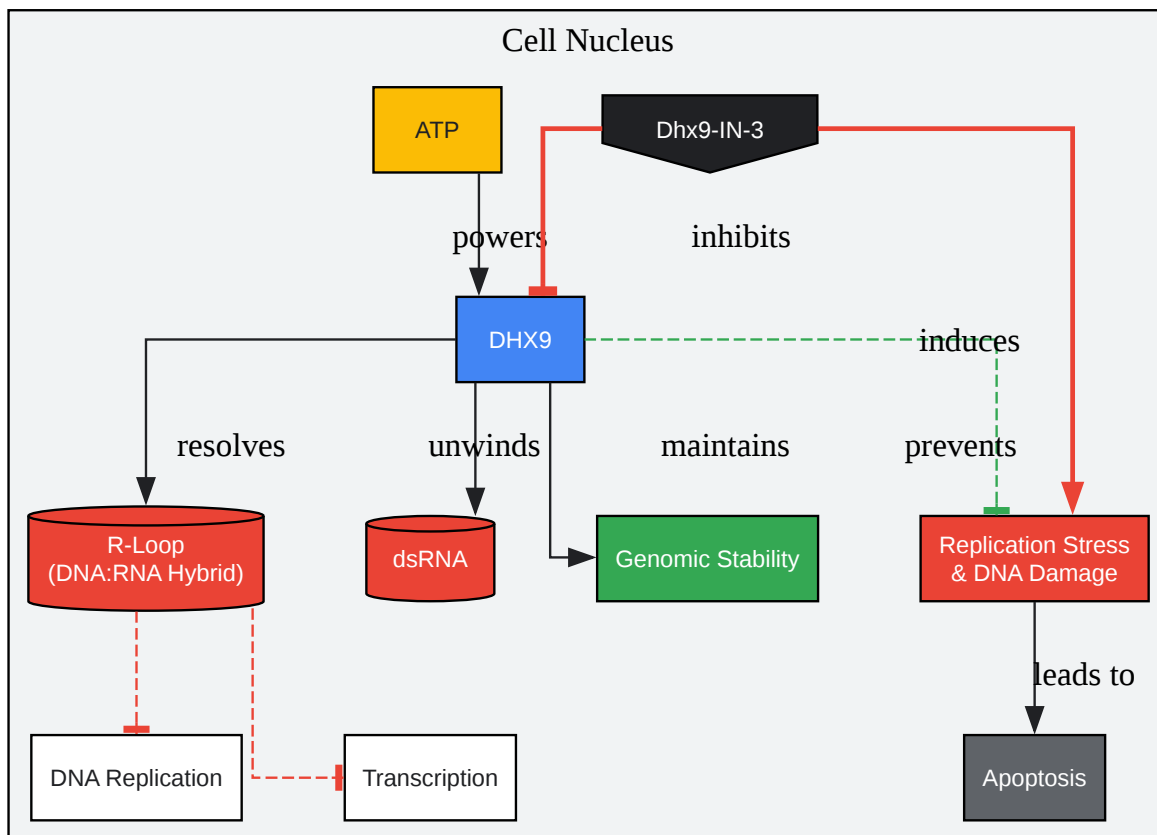 Cell Nucleus
ATP
Dhx9-IN-3
powers
inhibits
DHX9
induces
resolves
unwinds
maintains
prevents
R-Loop
(DNA:RNA Hybrid)
dsRNA
Genomic Stability
Replication Stress
& DNA Damage
leads to
DNA Replication
Transcription
Apoptosis